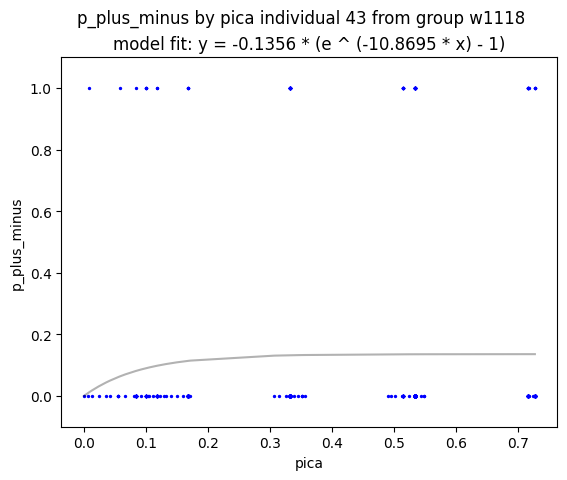 p_plus_minus by pica individual 43 from group w1118
model fit: y = -0.1356 * (e ^ (-10.8695 * x) - 1)
p_plus_minus
1.0
0.8
0.6
0.4
0.2
0.0
0.0 0.1 0.2 0.3 0.4 0.5 0.6 0.7
pica